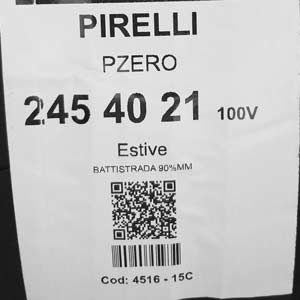 PIRELLI
PZERO
245 40 21 100V
Estive
BATTISTRADA 90%MM
Cod: 4516 - 15C